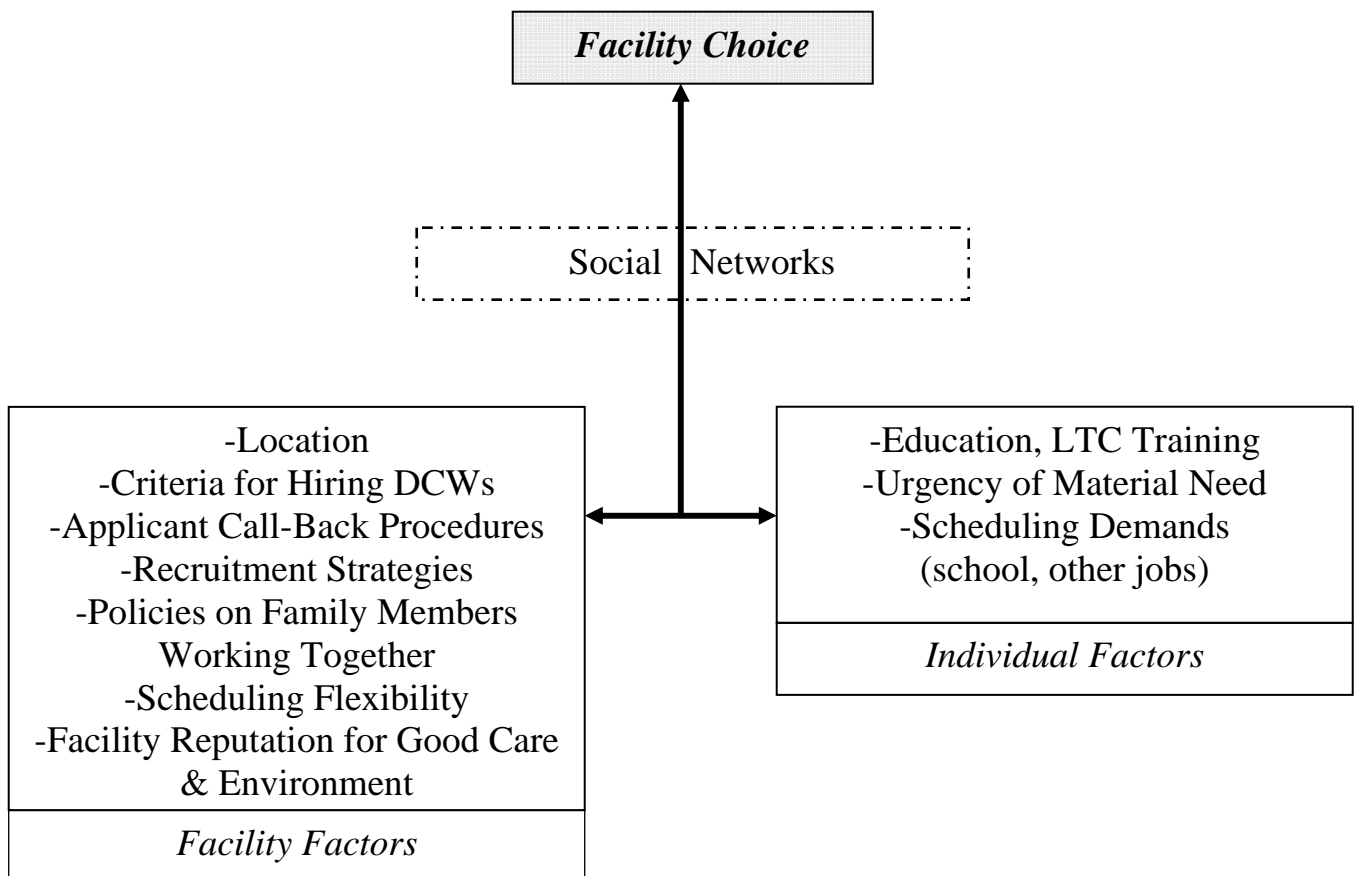 Facility Choice
Social Networks
-Location
-Criteria for Hiring DCWs
-Applicant Call-Back Procedures
-Recruitment Strategies
-Policies on Family Members
Working Together
-Scheduling Flexibility
-Facility Reputation for Good Care
& Environment
Facility Factors
-Education, LTC Training
-Urgency of Material Need
-Scheduling Demands
(school, other jobs)
Individual Factors